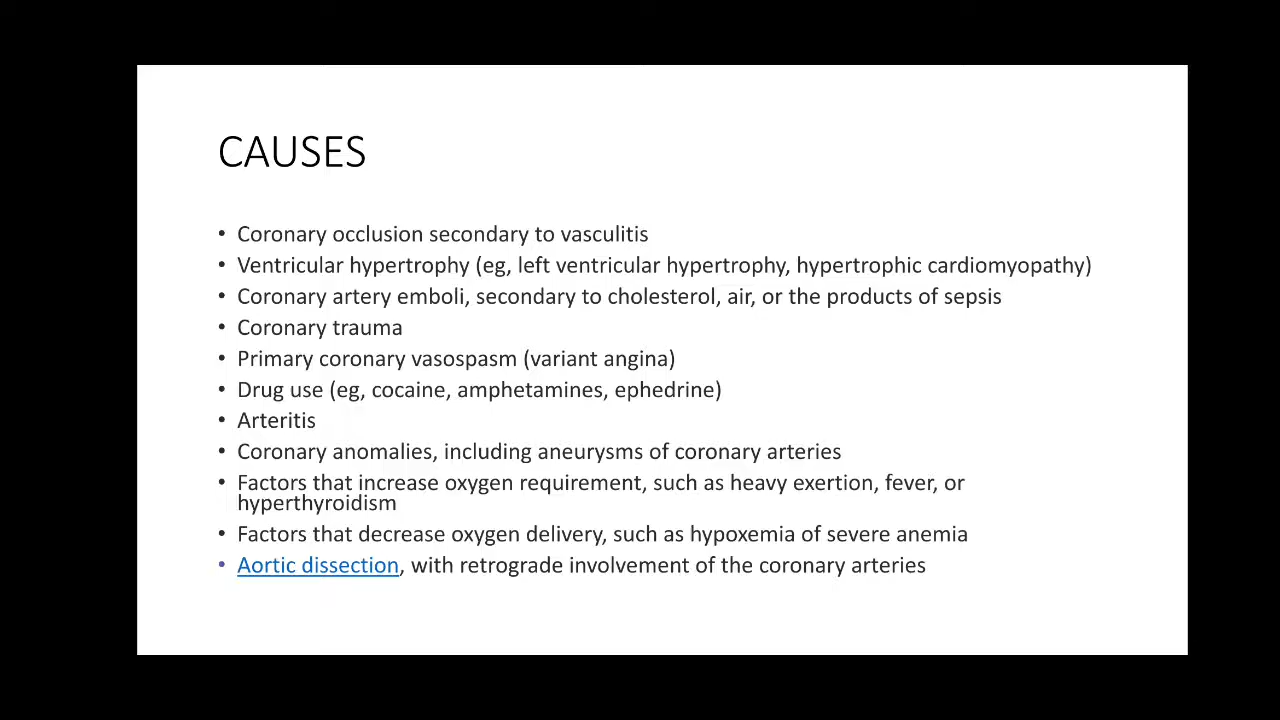 CAUSES
• Coronary occlusion secondary to vasculitis
• Ventricular hypertrophy (eg, left ventricular hypertrophy, hypertrophic cardiomyopathy)
• Coronary artery emboli, secondary to cholesterol, air, or the products of sepsis
• Coronary trauma
• Primary coronary vasospasm (variant angina)
• Drug use (eg, cocaine, amphetamines, ephedrine)
• Arteritis
• Coronary anomalies, including aneurysms of coronary arteries
• Factors that increase oxygen requirement, such as heavy exertion, fever, or
hyperthyroidism
• Factors that decrease oxygen delivery, such as hypoxemia of severe anemia
• Aortic dissection, with retrograde involvement of the coronary arteries